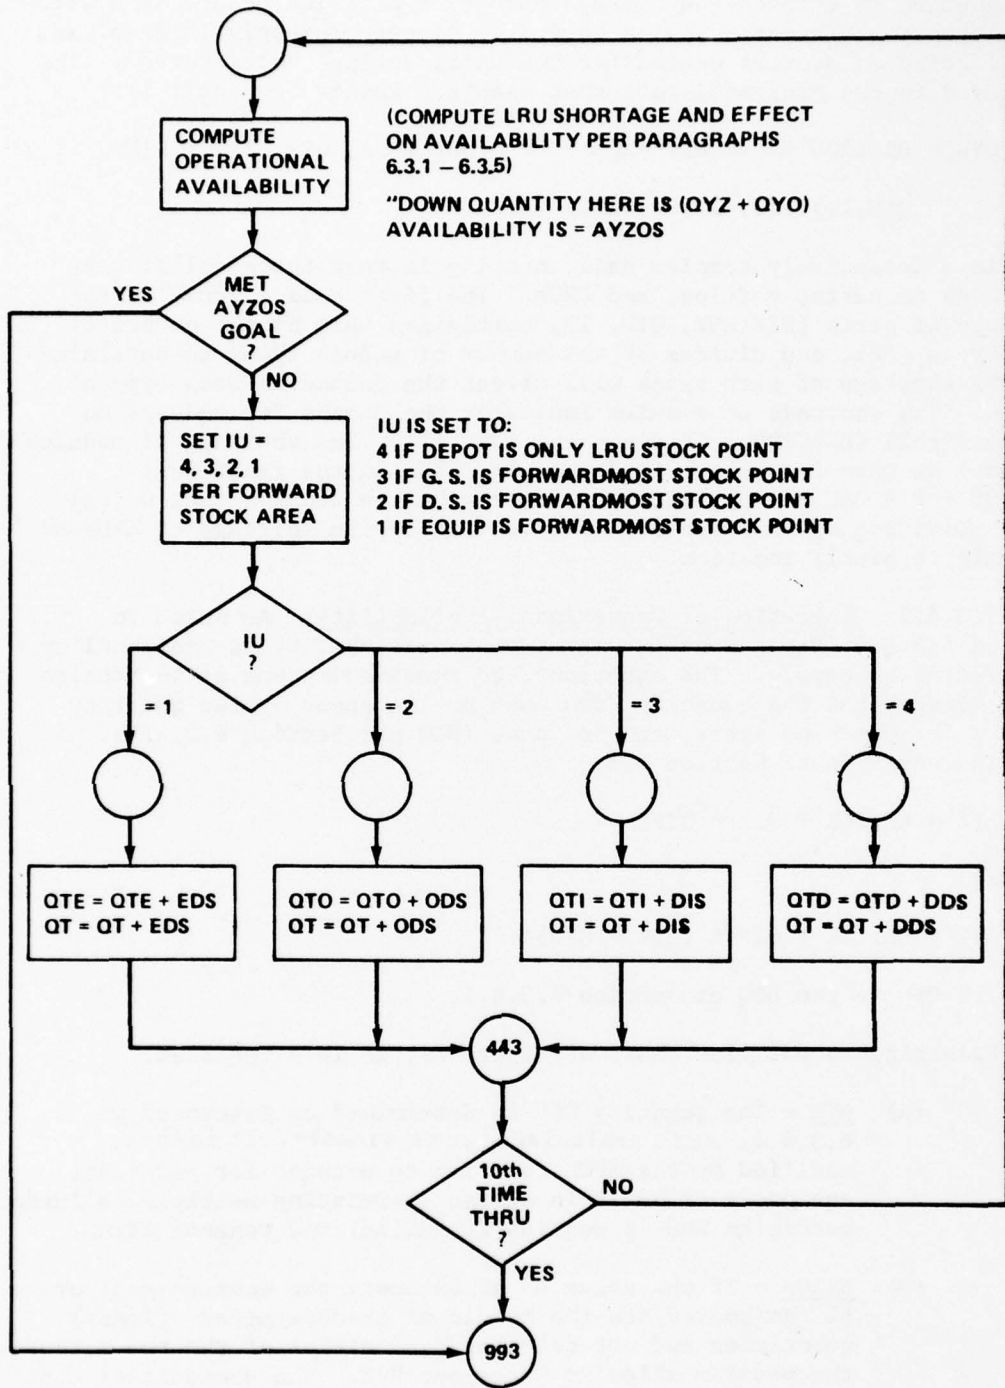 COMPUTE
OPERATIONAL
AVAILABILITY
(COMPUTE LRU SHORTAGE AND EFFECT
ON AVAILABILITY PER PARAGRAPHS
6.3.1 – 6.3.5)
"DOWN QUANTITY HERE IS (QYZ + QYO)
AVAILABILITY IS = AYZOS
YES
MET
AYZOS
GOAL
?
NO
SET IU =
4, 3, 2, 1
PER FORWARD
STOCK AREA
IU IS SET TO:
4 IF DEPOT IS ONLY LRU STOCK POINT
3 IF G. S. IS FORWARDMOST STOCK POINT
2 IF D. S. IS FORWARDMOST STOCK POINT
1 IF EQUIP IS FORWARDMOST STOCK POINT
IU
?
= 1
= 2
= 3
= 4
QTE = QTE + EDS
QT = QT + EDS
QTO = QTO + ODS
QT = QT + ODS
QTI = QTI + DIS
QT = QT + DIS
QTD = QTD + DDS
QT = QT + DDS
443
10th
TIME
THRU
?
NO
YES
993